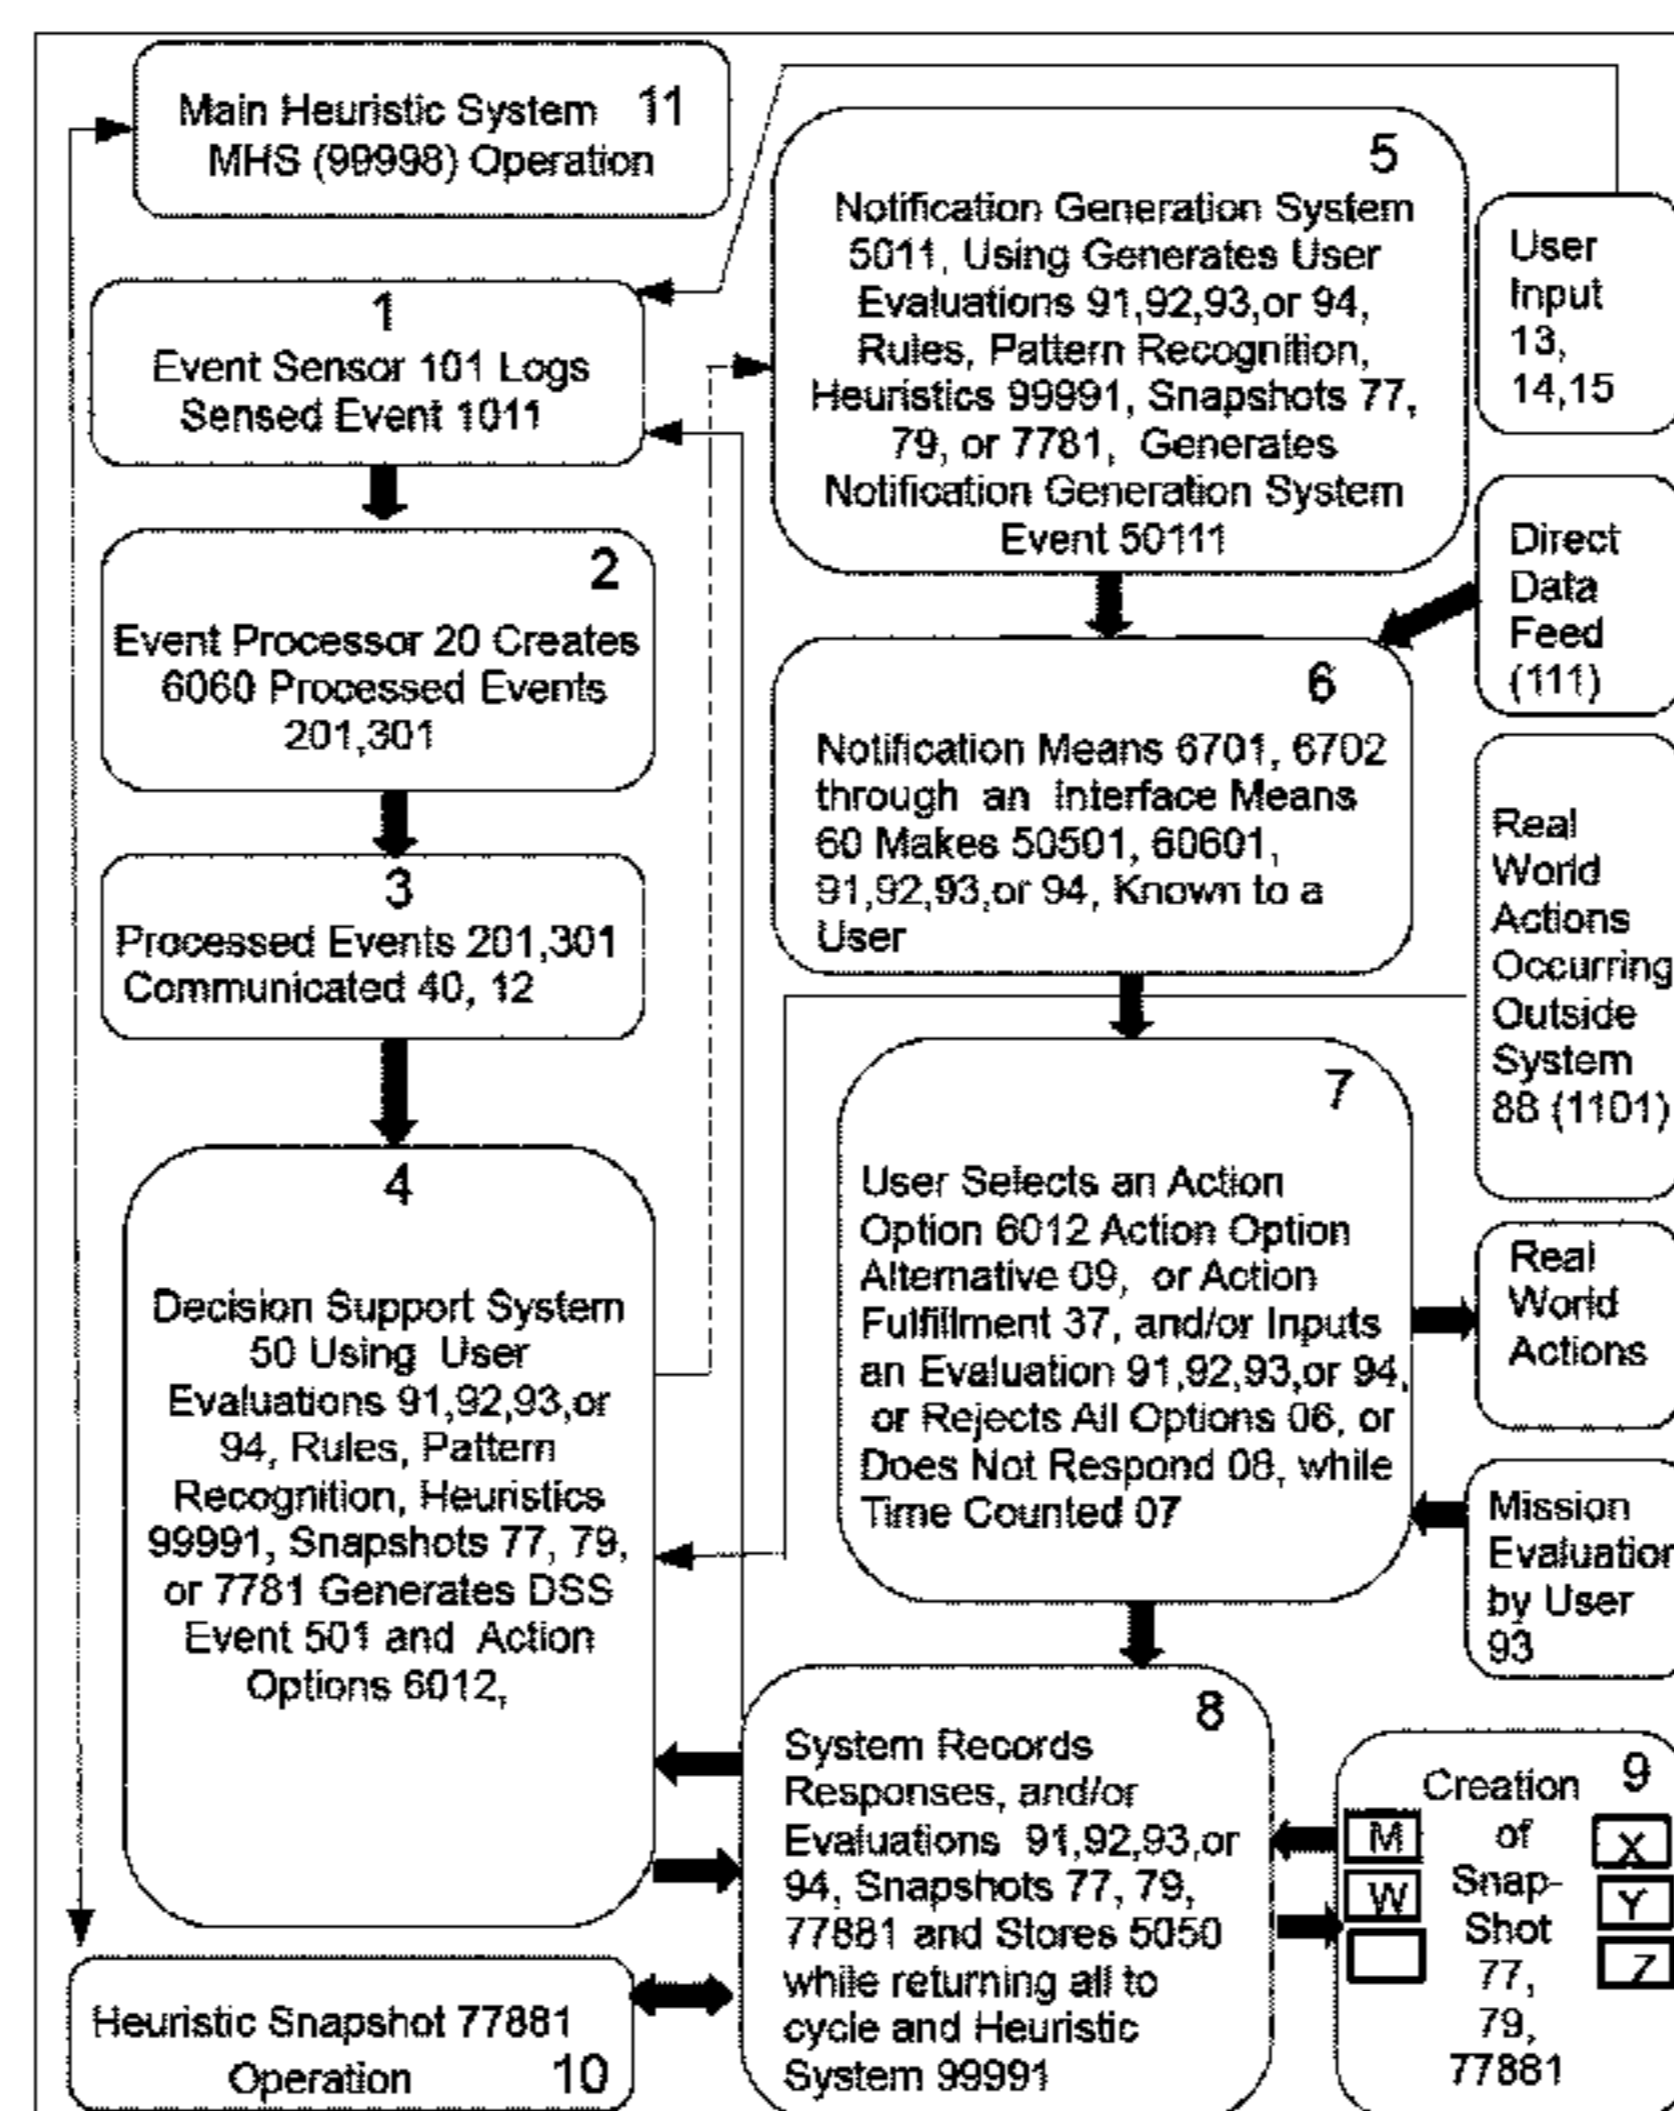 Main Heuristic System 11
MHS (99998) Operation
1
Event Sensor 101 Logs
Sensed Event 1011
2
Event Processor 20 Creates
6060 Processed Events
201,301
3
Processed Events 201,301
Communicated 40, 12
4
Decision Support System
50 Using User
Evaluations 91,92,93,or
94, Rules, Pattern
Recognition, Heuristics
99991, Snapshots 77, 79,
or 7781 Generates DSS
Event 501 and Action
Options 6012,
Heuristic Snapshot 77881
Operation 10
5
Notification Generation System
5011, Using Generates User
Evaluations 91,92,93,or 94,
Rules, Pattern Recognition,
Heuristics 99991, Snapshots 77,
79, or 7781, Generates
Notification Generation System
Event 50111
6
Notification Means 6701, 6702
through an Interface Means
60 Makes 50501, 60601,
91,92,93,or 94, Known to a
User
7
User Selects an Action
Option 6012 Action Option
Alternative 09, or Action
Fulfillment 37, and/or Inputs
an Evaluation 91,92,93,or 94,
or Rejects All Options 06, or
Does Not Respond 08, while
Time Counted 07
8
System Records
Responses, and/or
Evaluations 91,92,93,or
94, Snapshots 77, 79,
77881 and Stores 5050
while returning all to
cycle and Heuristic
System 99991
User
Input
13,
14,15
Direct
Data
Feed
(111)
Real
World
Actions
Occurring
Outside
System
88 (1101)
Real
World
Actions
Mission
Evaluation
by User
93
9
Creation
of
Snap-
Shot
77,
79,
77881
M
W
X
Y
Z